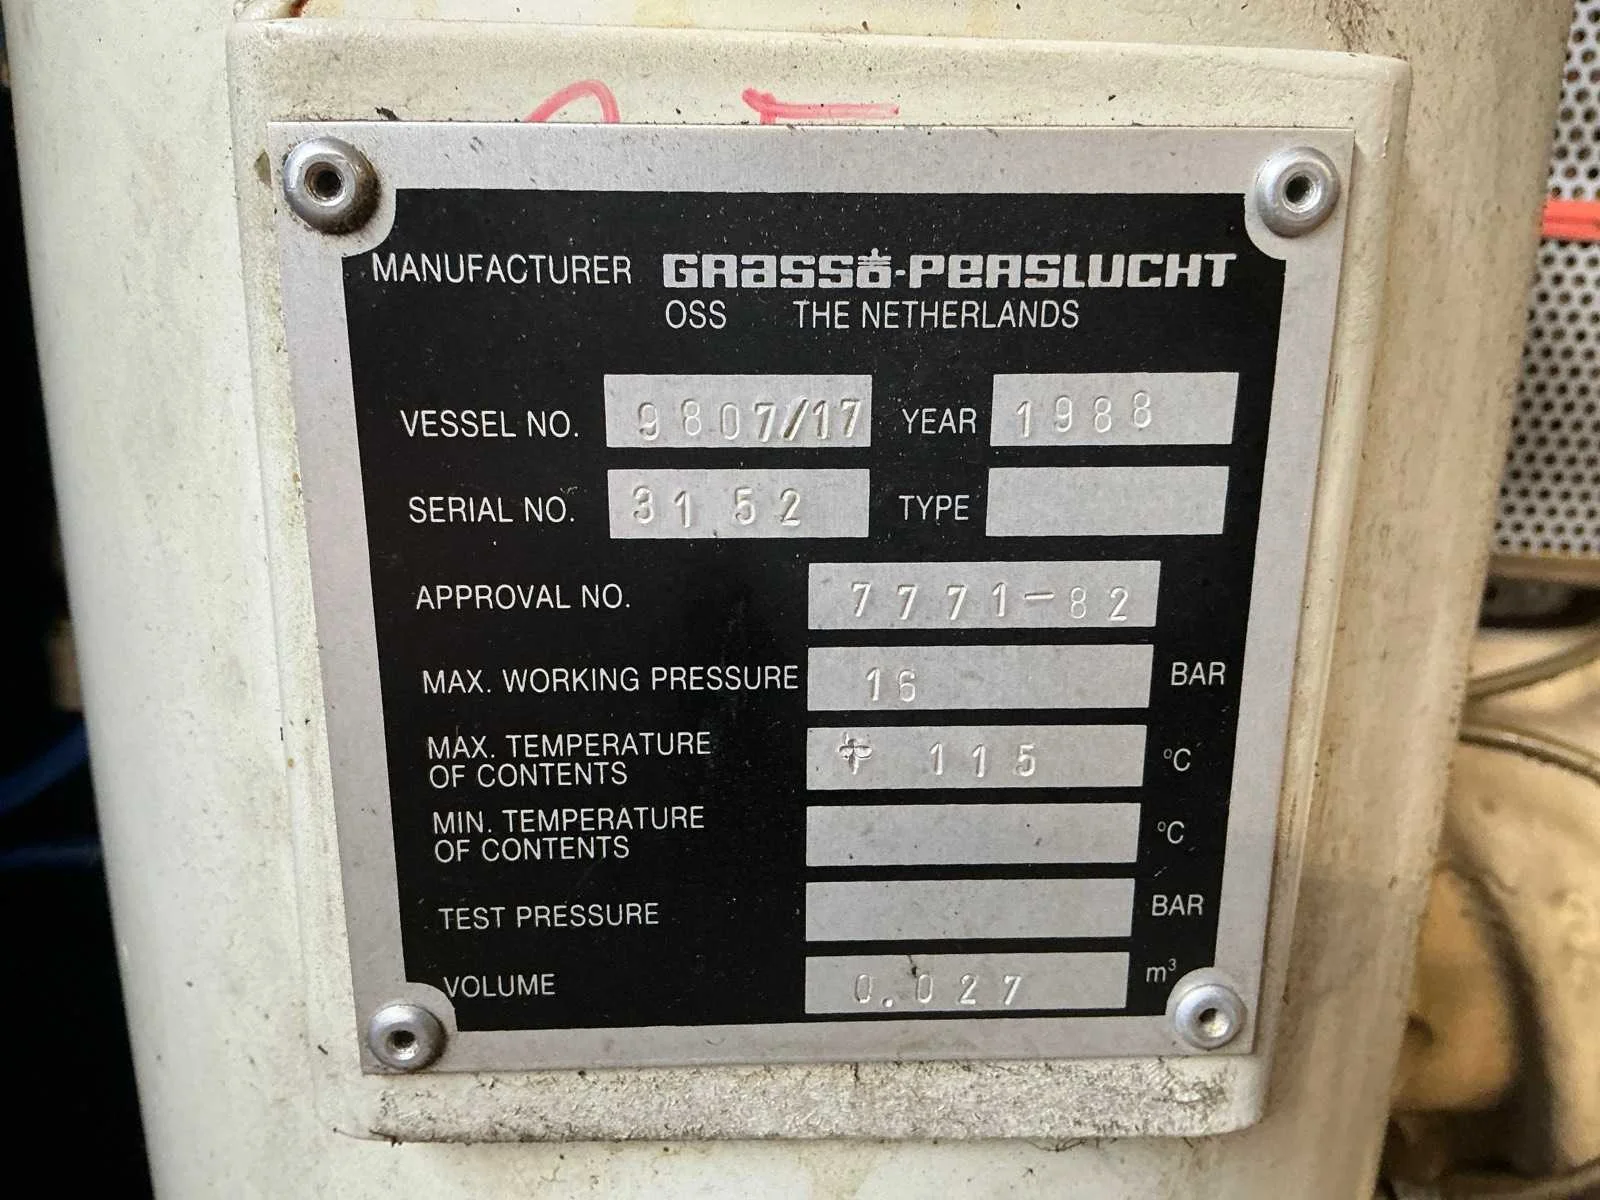 MANUFACTURER GRASSO-PERSLUCHT
OSS THE NETHERLANDS
VESSEL NO. 9807/17 YEAR 1988
SERIAL NO. 3152 TYPE
APPROVAL NO. 7771-82
MAX. WORKING PRESSURE 16 BAR
MAX. TEMPERATURE
OF CONTENTS + 115 °C
MIN. TEMPERATURE
OF CONTENTS °C
TEST PRESSURE BAR
VOLUME 0.027 m³